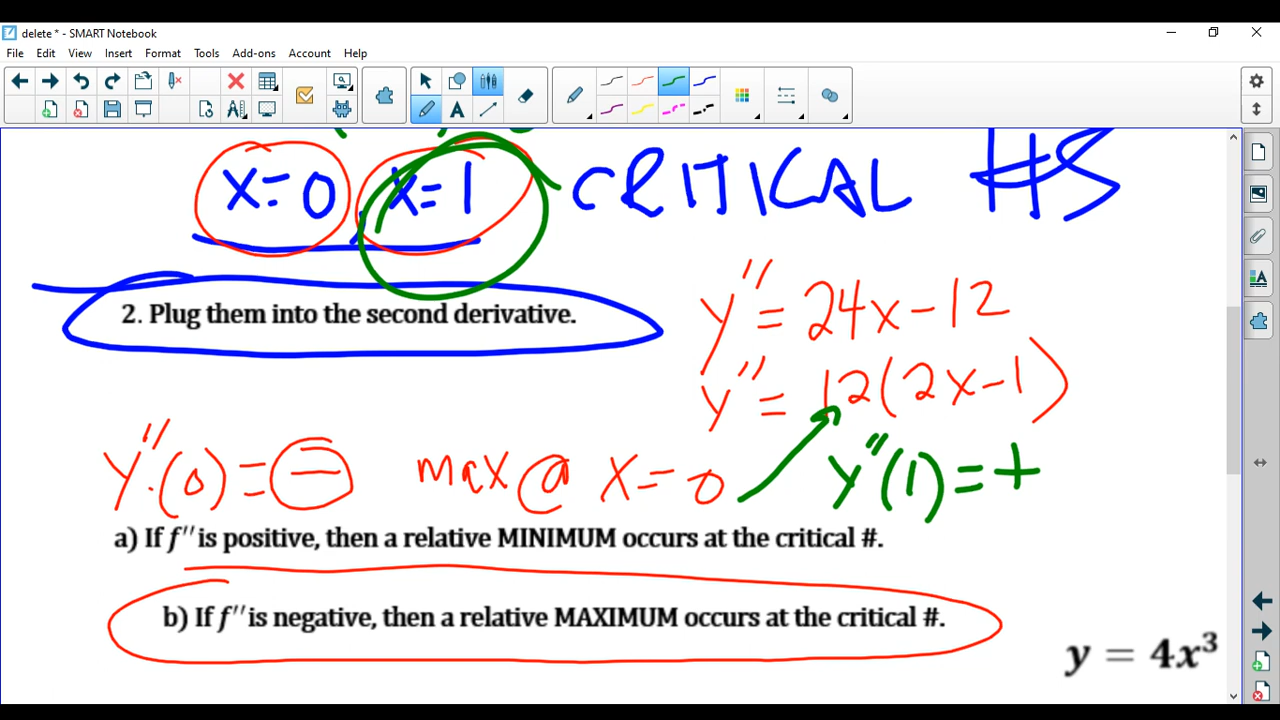 delete * - SMART Notebook
File Edit View Insert Format Tools Add-ons Account Help
x=0 x=1 CRITICAL #S
2. Plug them into the second derivative.
y'' = 24x-12
y'' = 12(2x-1)
y''(0) = - max @ x=0
y''(1) = +
a) If f'' is positive, then a relative MINIMUM occurs at the critical #.
b) If f'' is negative, then a relative MAXIMUM occurs at the critical #.
y = 4x³